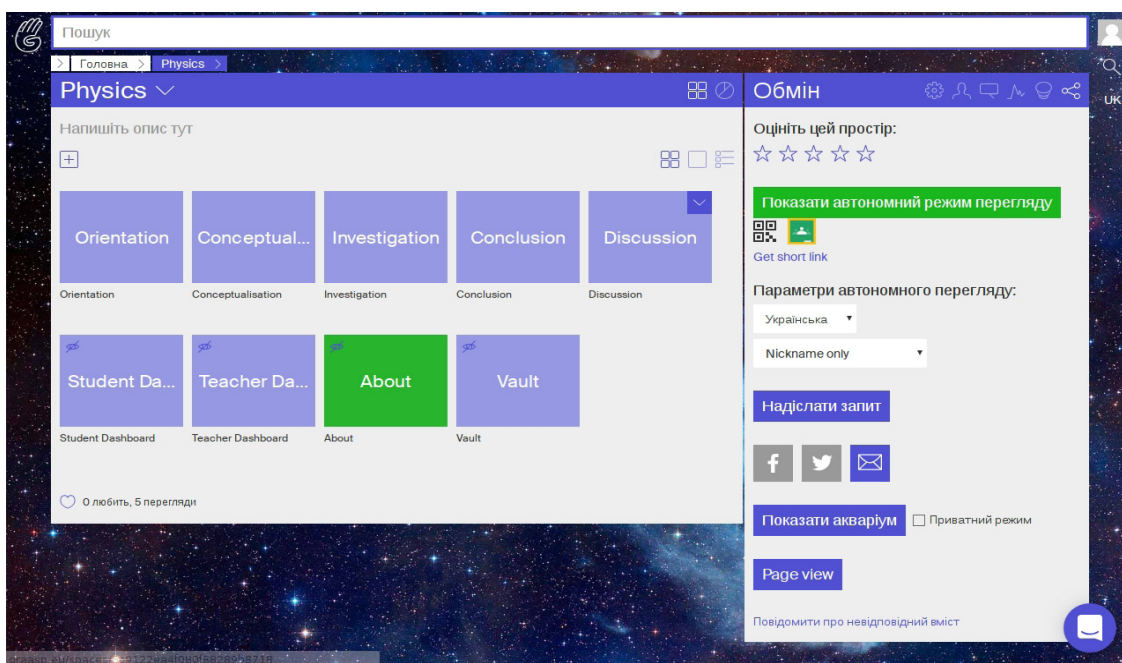 Пошук
Головна
Physics
Physics
Обмін
UK
Напишіть опис тут
Оцініть цей простір:
Показати автономний режим перегляду
Get short link
Orientation
Conceptual...
Investigation
Conclusion
Discussion
Orientation
Conceptualisation
Investigation
Conclusion
Discussion
Параметри автономного перегляду:
Українська
Nickname only
Student Da...
Teacher Da...
About
Vault
Student Dashboard
Teacher Dashboard
About
Vault
Надіслати запит
0 любить, 5 перегляди
Показати акваріум
Приватний режим
Page view
Повідомити про невідповідний вміст